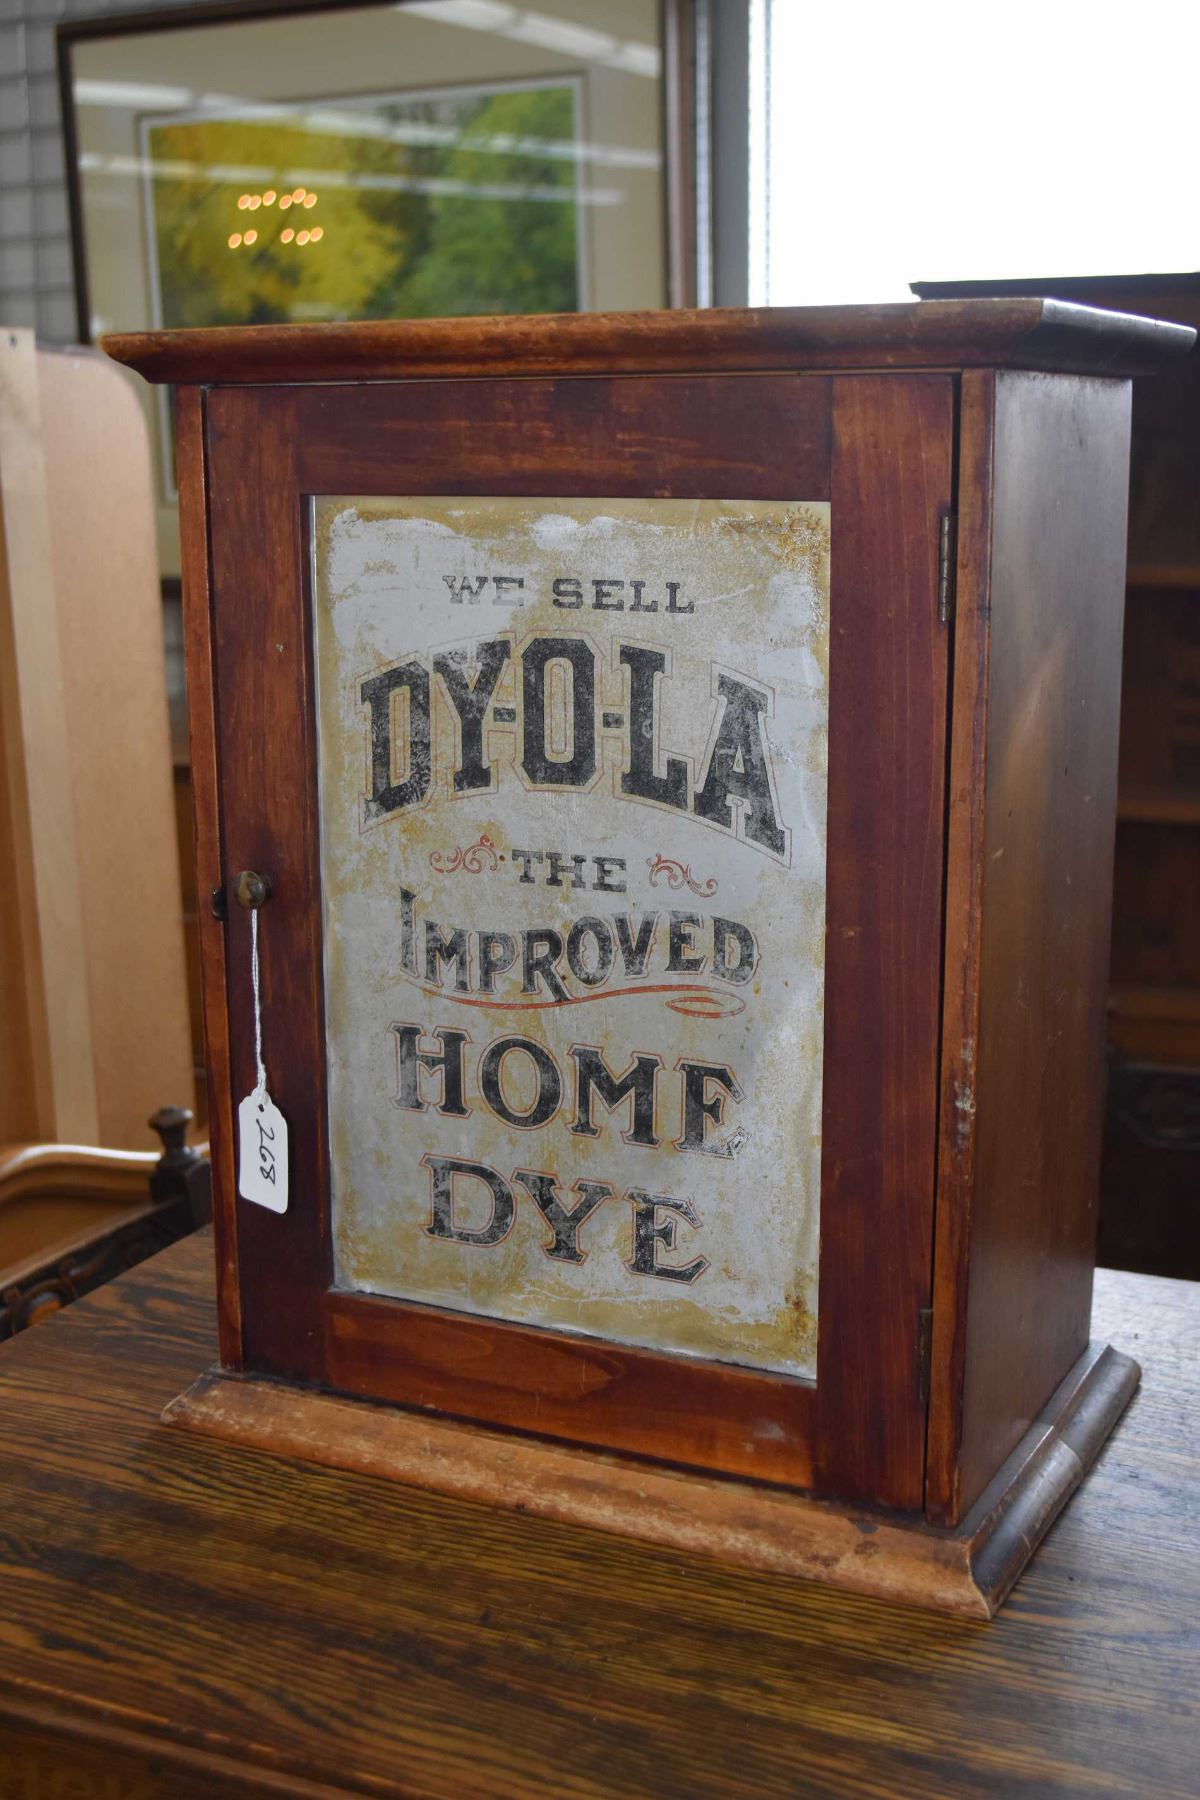 WE SELL
DY-O-LA
THE
IMPROVED
HOME
DYE
268